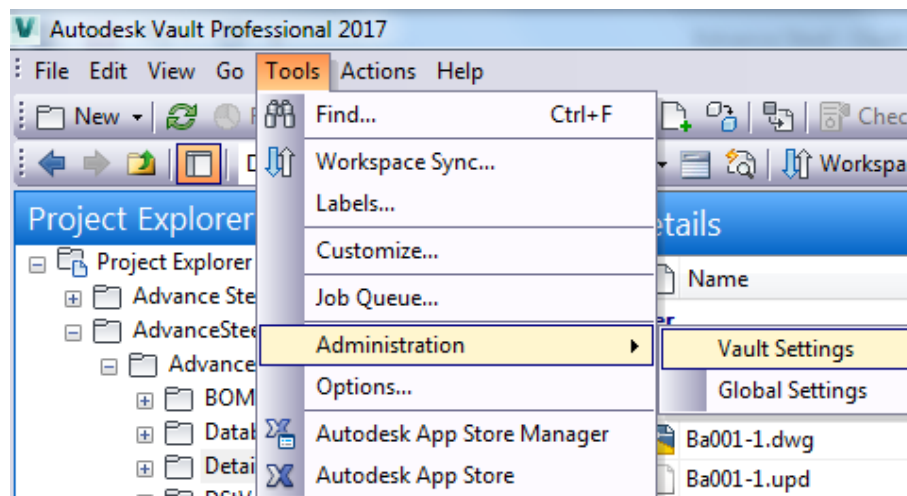 Autodesk Vault Professional 2017
File Edit View Go Tools Actions Help
New
Find... Ctrl+F
Chec
Workspace Sync...
Workspa
Labels...
Project Explorer
etails
Customize...
Project Explorer
Name
Advance Ste
Job Queue...
AdvanceStee
Administration
Vault Settings
Advance
Options...
Global Settings
BOM
Autodesk App Store Manager
Ba001-1.dwg
Detai
Autodesk App Store
Ba001-1.upd